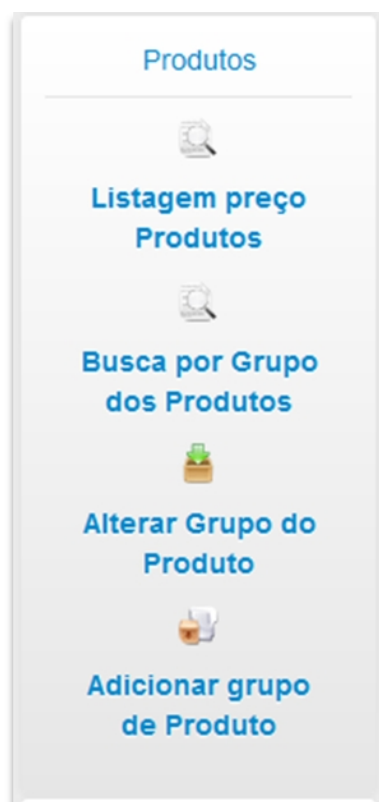 Produtos
Listagem preço
Produtos
Busca por Grupo
dos Produtos
Alterar Grupo do
Produto
Adicionar grupo
de Produto